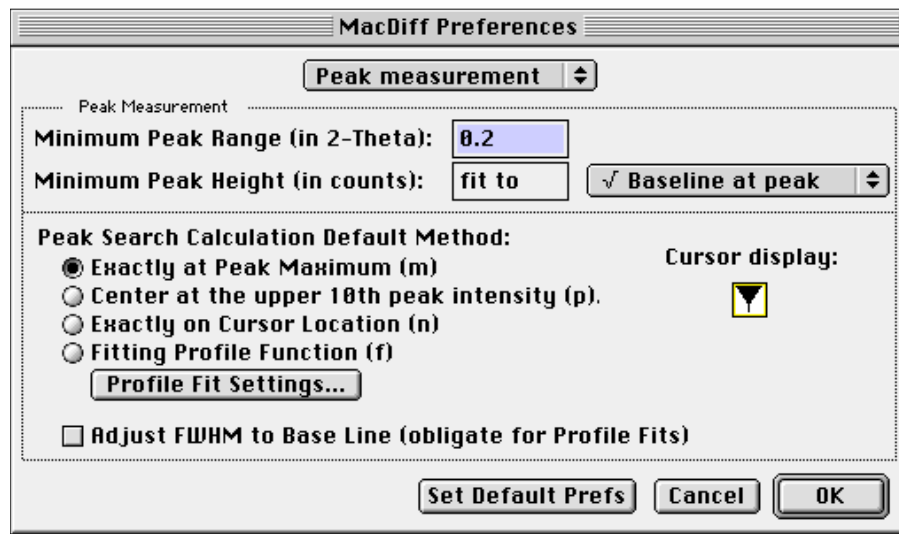 MacDiff Preferences
Peak measurement
Peak Measurement
Minimum Peak Range (in 2-Theta): 0.2
Minimum Peak Height (in counts): fit to √ Baseline at peak
Peak Search Calculation Default Method:
Exactly at Peak Maximum (m)
Cursor display:
Center at the upper 10th peak intensity (p).
Exactly on Cursor Location (n)
Fitting Profile Function (f)
Profile Fit Settings...
Adjust FWHM to Base Line (obligate for Profile Fits)
Set Default Prefs Cancel OK